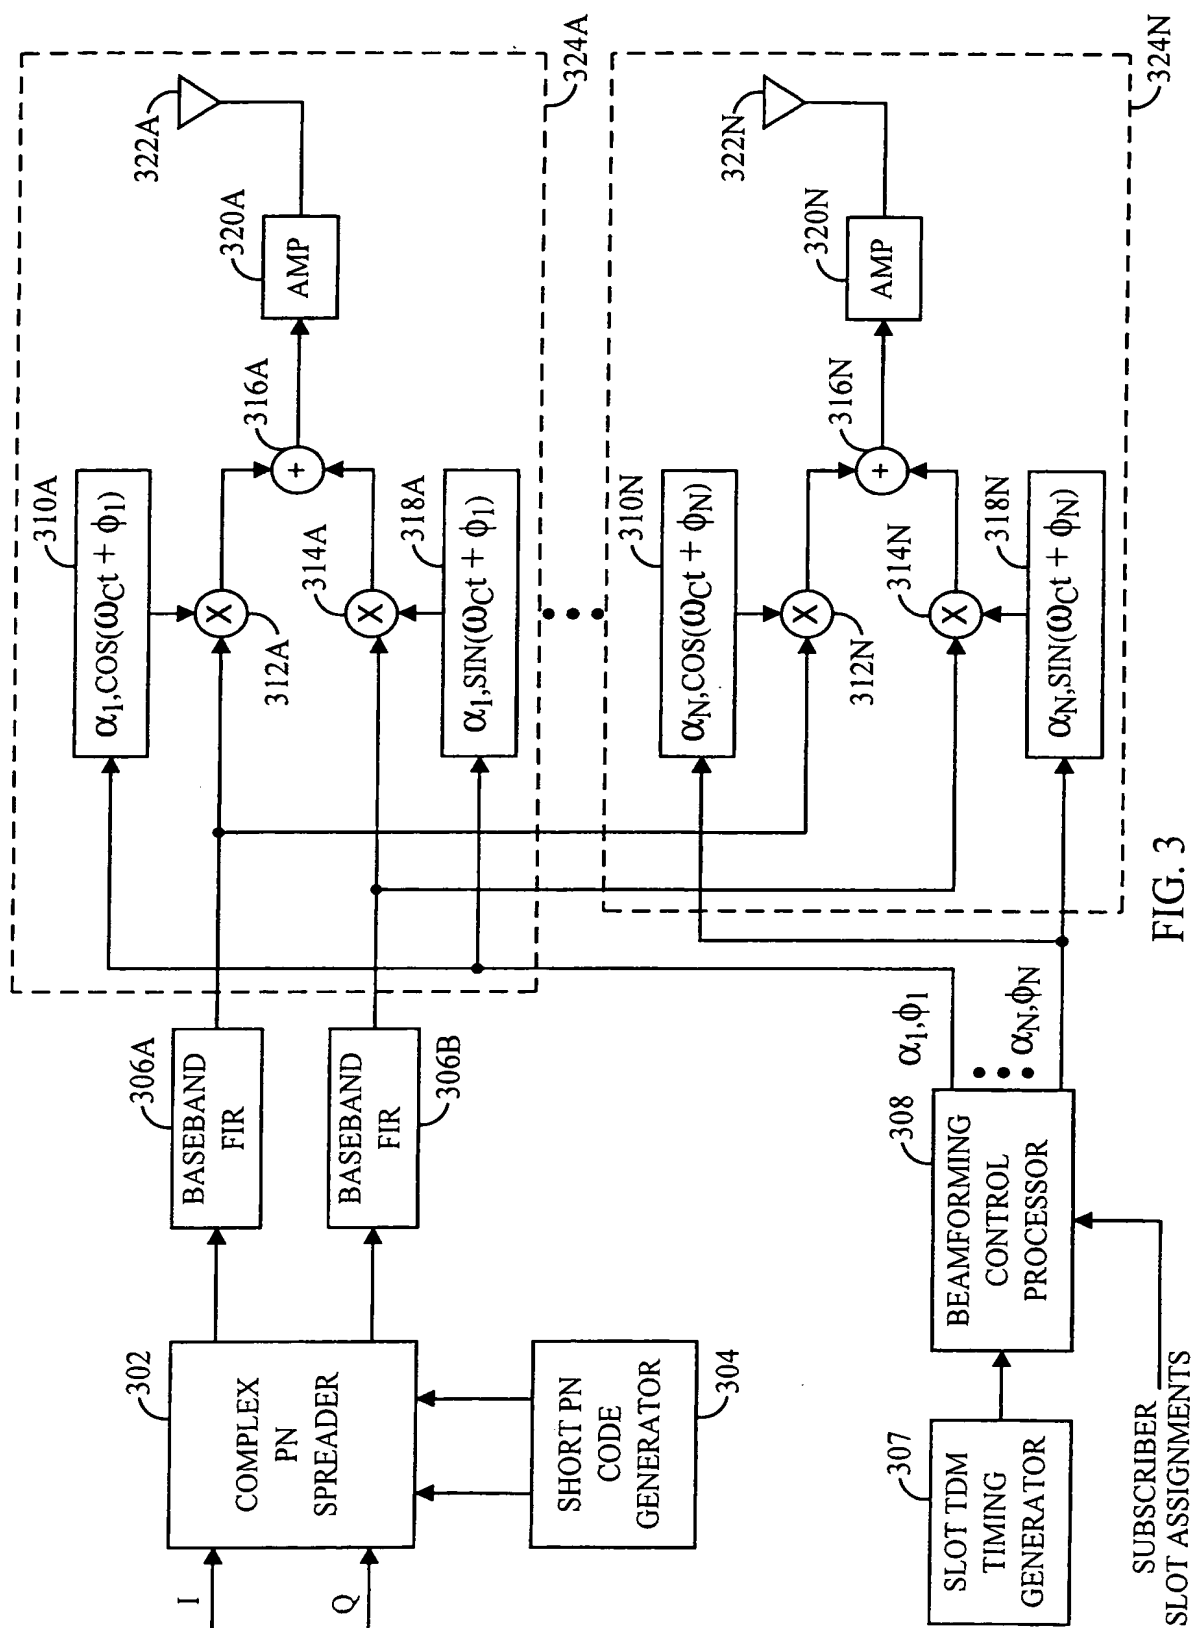 I
Q
302
COMPLEX
PN
SPREADER
SHORT PN
CODE
GENERATOR
304
306A
BASEBAND
FIR
BASEBAND
FIR
306B
307
SLOT TDM
TIMING
GENERATOR
SUBSCRIBER
SLOT ASSIGNMENTS
308
BEAMFORMING
CONTROL
PROCESSOR
α1,ϕ1
αN,ϕN
310A
α1,COS(ωCt + ϕ1)
312A
314A
316A
318A
α1,SIN(ωCt + ϕ1)
X
X
+
320A
AMP
322A
324A
310N
αN,COS(ωCt + ϕN)
312N
314N
316N
318N
αN,SIN(ωCt + ϕN)
X
X
+
320N
AMP
322N
324N
FIG. 3